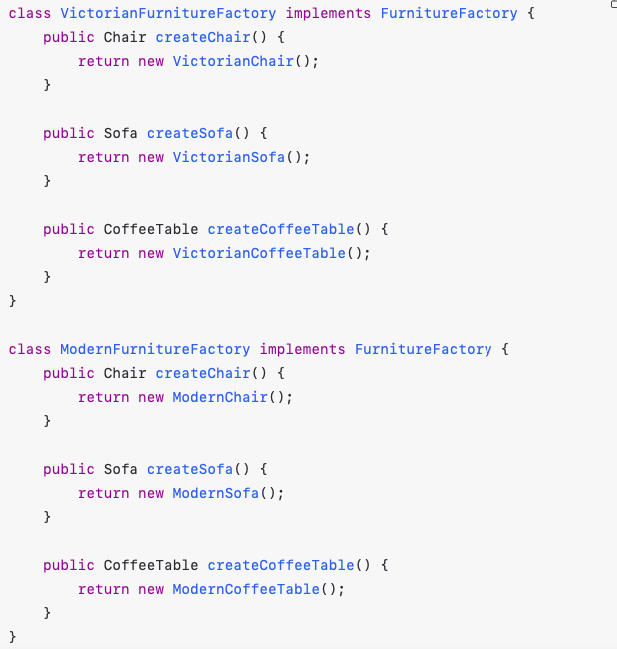 class VictorianFurnitureFactory implements FurnitureFactory {
    public Chair createChair() {
        return new VictorianChair();
    }

    public Sofa createSofa() {
        return new VictorianSofa();
    }

    public CoffeeTable createCoffeeTable() {
        return new VictorianCoffeeTable();
    }
}

class ModernFurnitureFactory implements FurnitureFactory {
    public Chair createChair() {
        return new ModernChair();
    }

    public Sofa createSofa() {
        return new ModernSofa();
    }

    public CoffeeTable createCoffeeTable() {
        return new ModernCoffeeTable();
    }
}